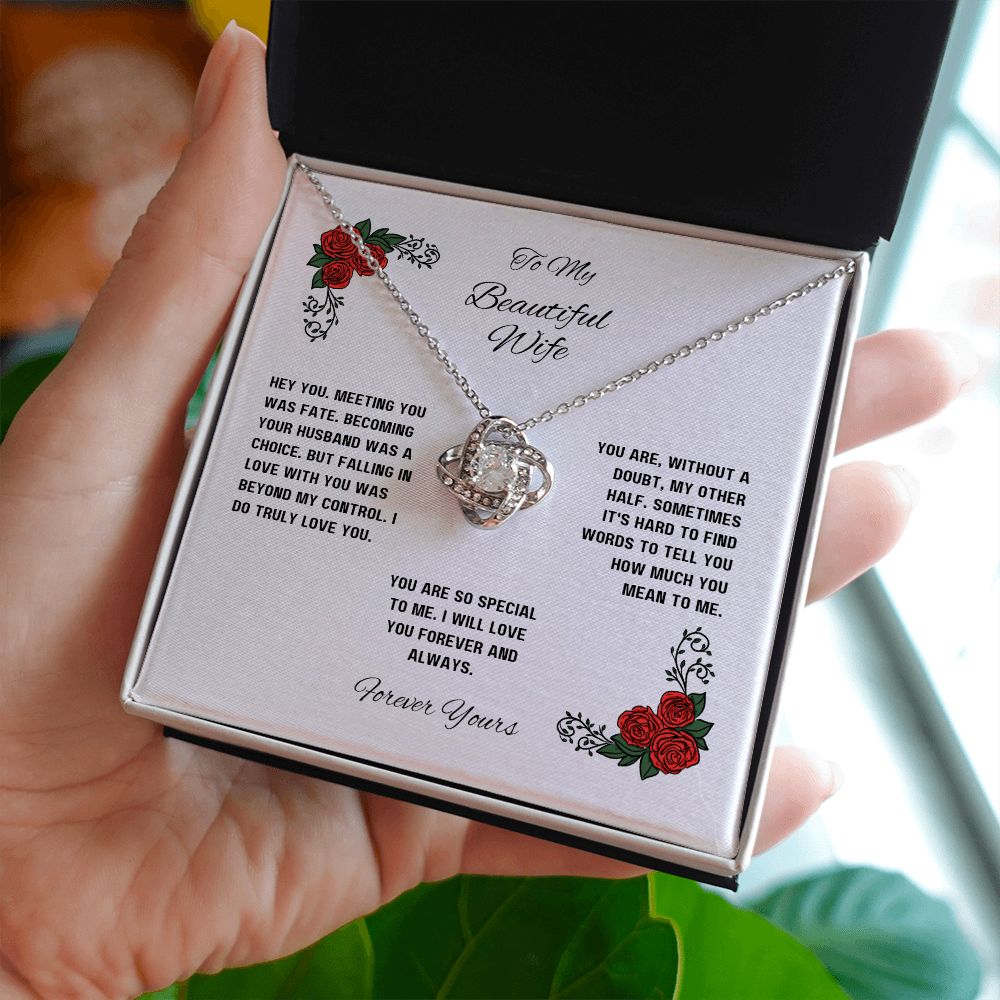 To My
Beautiful
Wife
HEY YOU. MEETING YOU
WAS FATE. BECOMING
YOUR HUSBAND WAS A
CHOICE. BUT FALLING IN
LOVE WITH YOU WAS
BEYOND MY CONTROL. I
DO TRULY LOVE YOU.
YOU ARE, WITHOUT A
DOUBT, MY OTHER
HALF. SOMETIMES
IT'S HARD TO FIND
WORDS TO TELL YOU
HOW MUCH YOU
MEAN TO ME.
YOU ARE SO SPECIAL
TO ME. I WILL LOVE
YOU FOREVER AND
ALWAYS.
Forever Yours